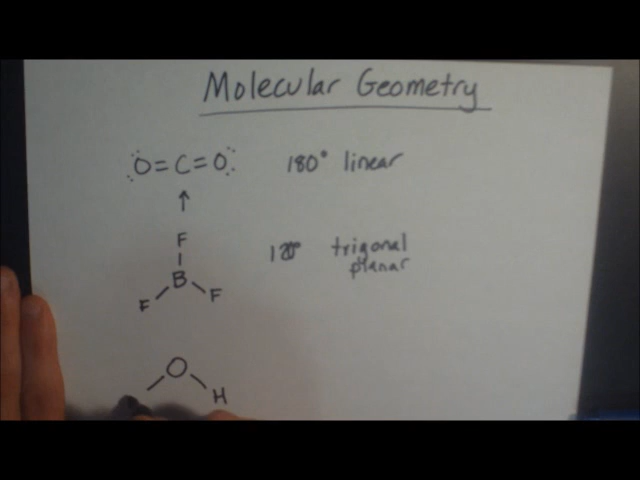 Molecular Geometry
O=C=O 180° linear
↑
F
B
F F
120° trigonal
planar
O
H